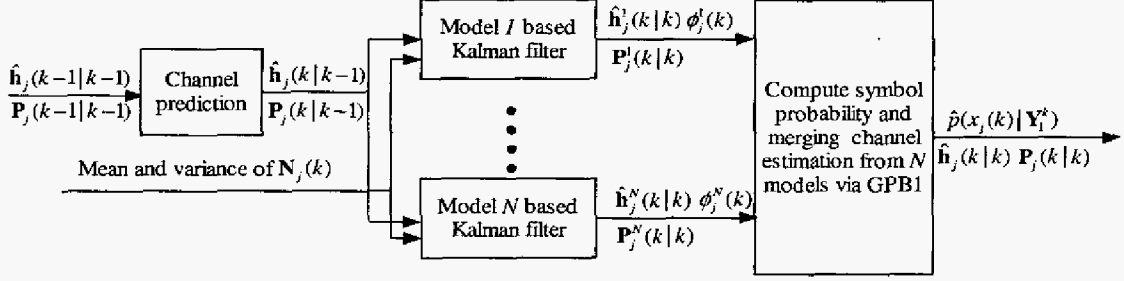 ĥ_j(k−1|k−1)
P_j(k−1|k−1)
Channel
prediction
ĥ_j(k|k−1)
P_j(k|k−1)
Mean and variance of N_j(k)
Model 1 based
Kalman filter
Model N based
Kalman filter
ĥ_j^1(k|k) ϕ_j^1(k)
P_j^1(k|k)
ĥ_j^N(k|k) ϕ_j^N(k)
P_j^N(k|k)
Compute symbol
probability and
merging channel
estimation from N
models via GPB1
p̂(x_j(k)|Y_1^k)
ĥ_j(k|k) P_j(k|k)